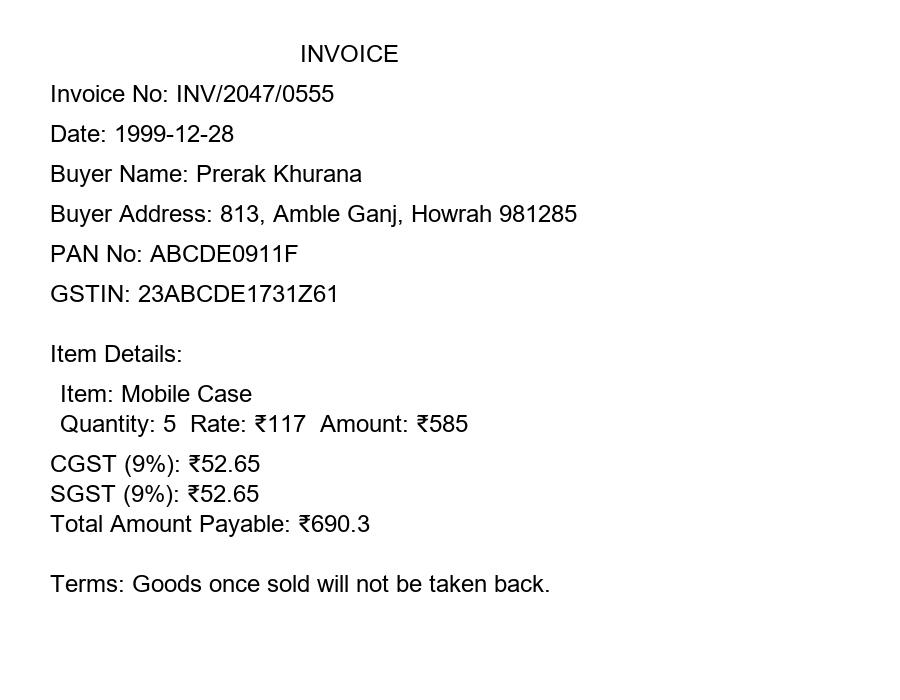 INVOICE
Invoice No: INV/2047/0555
Date: 1999-12-28
Buyer Name: Prerak Khurana
Buyer Address: 813, Amble Ganj, Howrah 981285
PAN No: ABCDE0911F
GSTIN: 23ABCDE1731Z61
Item Details:
Item: Mobile Case
Quantity: 5  Rate: ₹117  Amount: ₹585
CGST (9%): ₹52.65
SGST (9%): ₹52.65
Total Amount Payable: ₹690.3
Terms: Goods once sold will not be taken back.